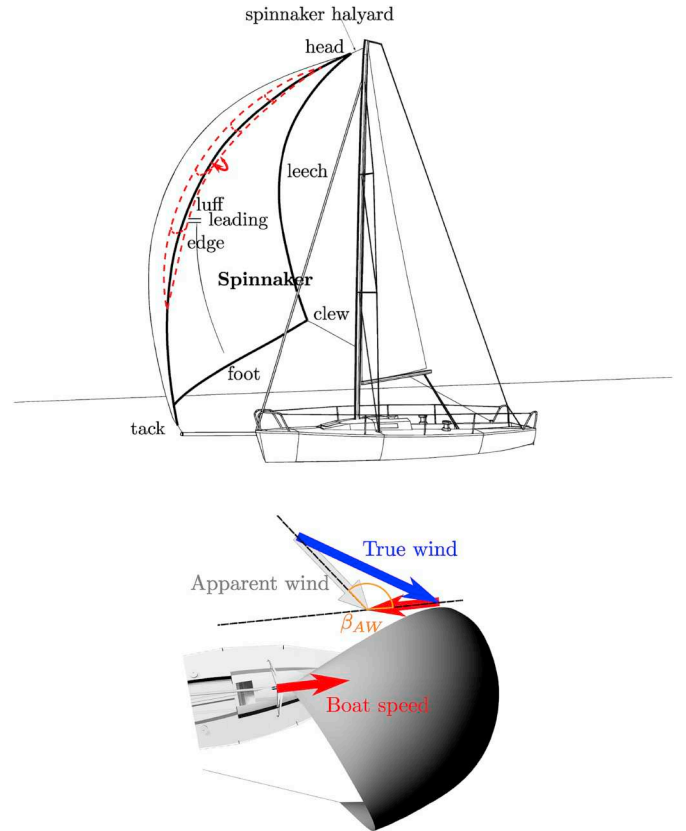 spinnaker halyard
head
leech
luff
= leading
edge
Spinnaker
clew
foot
tack
True wind
Apparent wind
β_AW
Boat speed